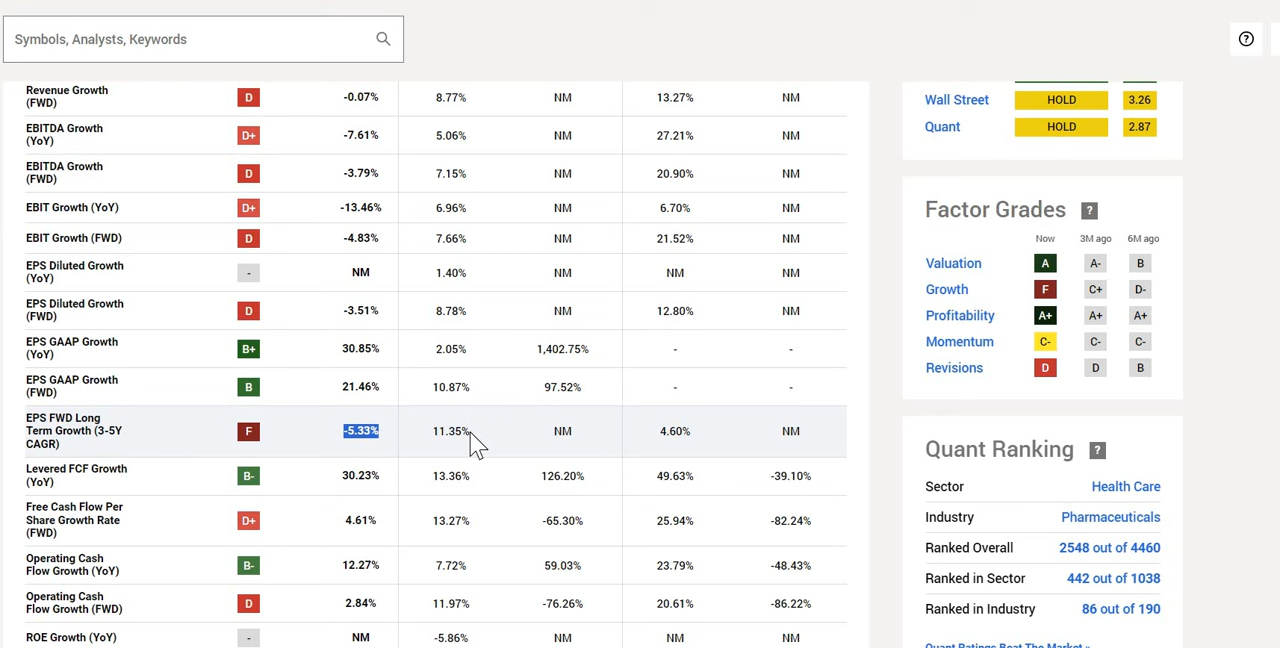 Symbols, Analysts, Keywords
?
Revenue Growth
(FWD)
D
-0.07%
8.77%
NM
13.27%
NM
EBITDA Growth
(YoY)
D+
-7.61%
5.06%
NM
27.21%
NM
EBITDA Growth
(FWD)
D
-3.79%
7.15%
NM
20.90%
NM
EBIT Growth (YoY)
D+
-13.46%
6.96%
NM
6.70%
NM
EBIT Growth (FWD)
D
-4.83%
7.66%
NM
21.52%
NM
EPS Diluted Growth
(YoY)
-
NM
1.40%
NM
NM
NM
EPS Diluted Growth
(FWD)
D
-3.51%
8.78%
NM
12.80%
NM
EPS GAAP Growth
(YoY)
B+
30.85%
2.05%
1,402.75%
-
-
EPS GAAP Growth
(FWD)
B
21.46%
10.87%
97.52%
-
-
EPS FWD Long
Term Growth (3-5Y
CAGR)
F
-5.33%
11.35%
NM
4.60%
NM
Levered FCF Growth
(YoY)
B-
30.23%
13.36%
126.20%
49.63%
-39.10%
Free Cash Flow Per
Share Growth Rate
(FWD)
D+
4.61%
13.27%
-65.30%
25.94%
-82.24%
Operating Cash
Flow Growth (YoY)
B-
12.27%
7.72%
59.03%
23.79%
-48.43%
Operating Cash
Flow Growth (FWD)
D
2.84%
11.97%
-76.26%
20.61%
-86.22%
ROE Growth (YoY)
-
NM
-5.86%
NM
NM
NM
Wall Street
HOLD
3.26
Quant
HOLD
2.87
Factor Grades ?
Now
3M ago
6M ago
Valuation
A
A-
B
Growth
F
C+
D-
Profitability
A+
A+
A+
Momentum
C-
C-
C-
Revisions
D
D
B
Quant Ranking ?
Sector
Health Care
Industry
Pharmaceuticals
Ranked Overall
2548 out of 4460
Ranked in Sector
442 out of 1038
Ranked in Industry
86 out of 190
Quant Ratings Beat The Market »